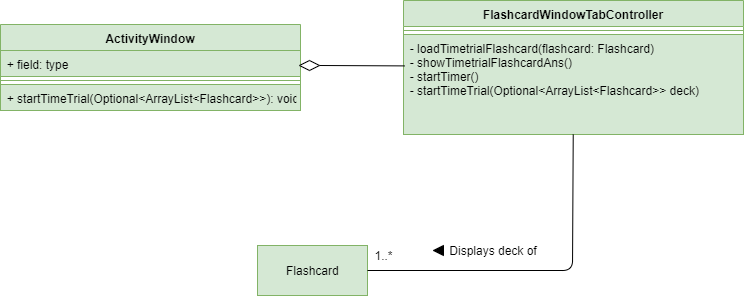 ActivityWindow
+ field: type
+ startTimeTrial(Optional<ArrayList<Flashcard>>): void
FlashcardWindowTabController
- loadTimetrialFlashcard(flashcard: Flashcard)
- showTimetrialFlashcardAns()
- startTimer()
- startTimeTrial(Optional<ArrayList<Flashcard>> deck)
1..*
Displays deck of
Flashcard